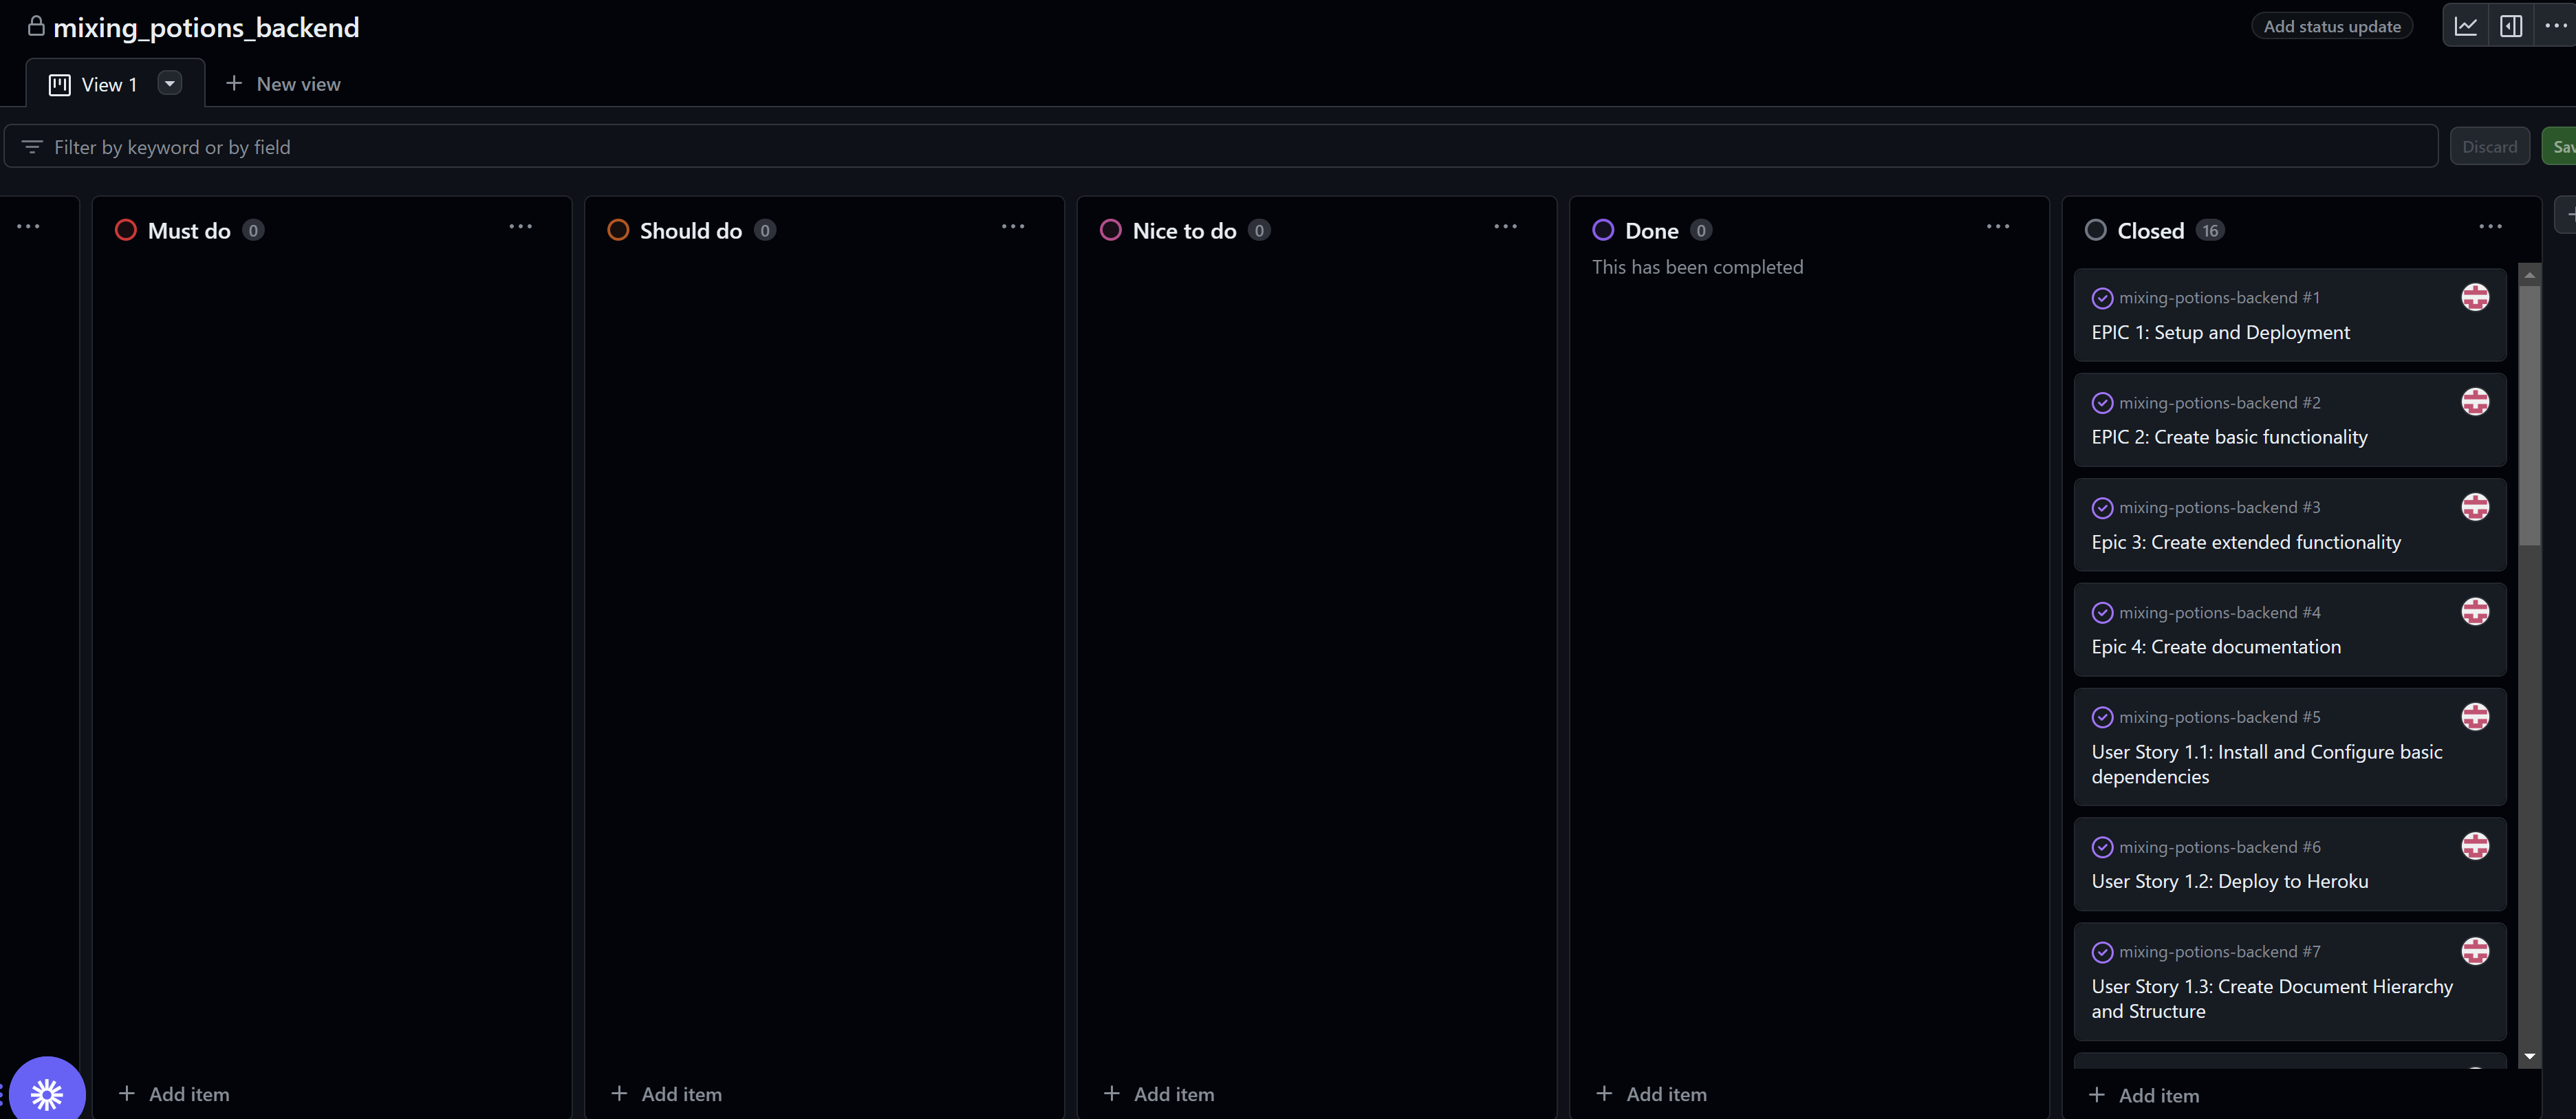 mixing_potions_backend
Add status update
View 1
New view
Filter by keyword or by field
Discard
Must do 0
Should do 0
Nice to do 0
Done 0
This has been completed
Closed 16
mixing-potions-backend #1
EPIC 1: Setup and Deployment
mixing-potions-backend #2
EPIC 2: Create basic functionality
mixing-potions-backend #3
Epic 3: Create extended functionality
mixing-potions-backend #4
Epic 4: Create documentation
mixing-potions-backend #5
User Story 1.1: Install and Configure basic
dependencies
mixing-potions-backend #6
User Story 1.2: Deploy to Heroku
mixing-potions-backend #7
User Story 1.3: Create Document Hierarchy
and Structure
Add item
Add item
Add item
Add item
Add item